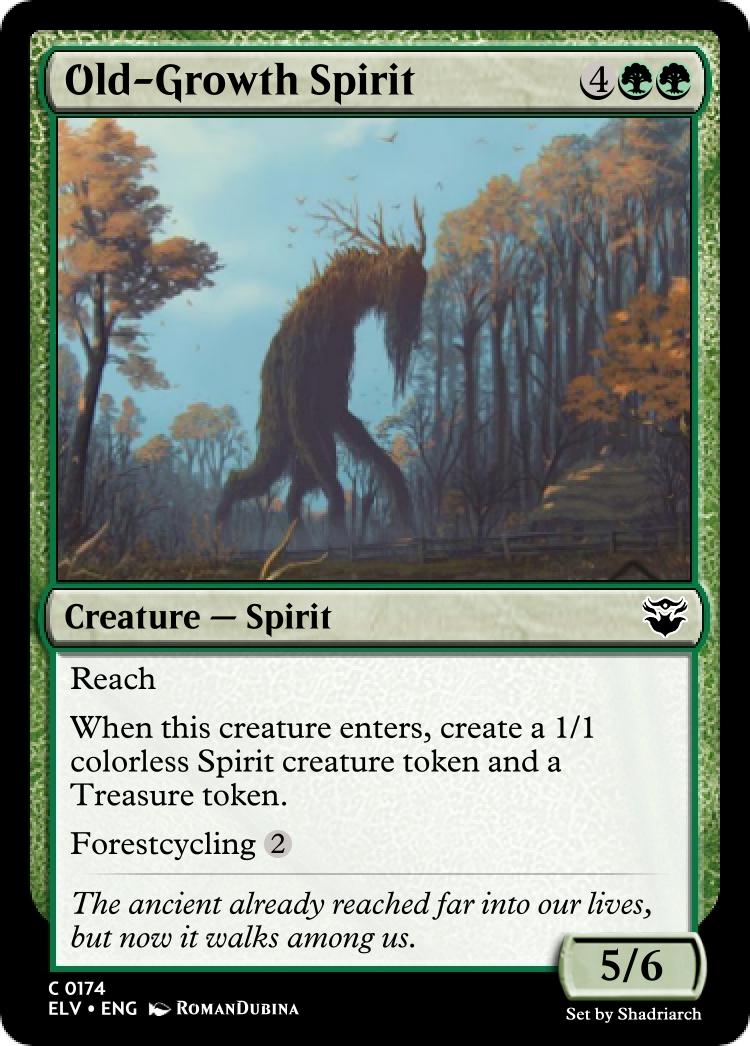 Old-Growth Spirit 4
Creature — Spirit
Reach
When this creature enters, create a 1/1
colorless Spirit creature token and a
Treasure token.
Forestcycling 2
The ancient already reached far into our lives,
but now it walks among us.
5/6
C 0174
ELV • ENG RomanDubina
Set by Shadriarch